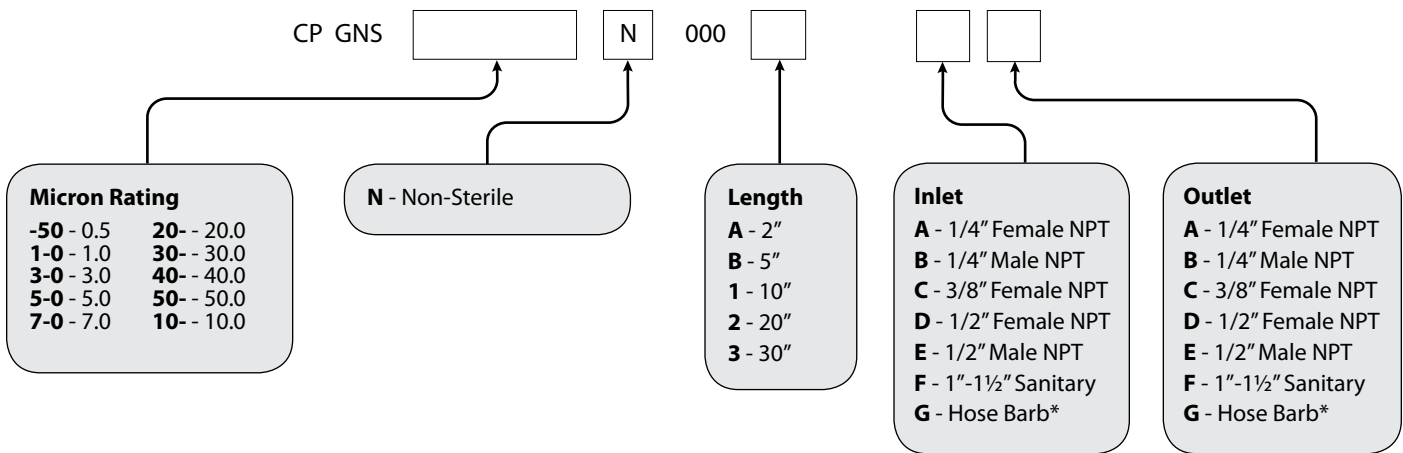 CP GNS N 000
Micron Rating
-50 - 0.5 20- - 20.0
1-0 - 1.0 30- - 30.0
3-0 - 3.0 40- - 40.0
5-0 - 5.0 50- - 50.0
7-0 - 7.0 10- - 10.0
N - Non-Sterile
Length
A - 2”
B - 5”
1 - 10”
2 - 20”
3 - 30”
Inlet
A - 1/4” Female NPT
B - 1/4” Male NPT
C - 3/8” Female NPT
D - 1/2” Female NPT
E - 1/2” Male NPT
F - 1”-1½” Sanitary
G - Hose Barb*
Outlet
A - 1/4” Female NPT
B - 1/4” Male NPT
C - 3/8” Female NPT
D - 1/2” Female NPT
E - 1/2” Male NPT
F - 1”-1½” Sanitary
G - Hose Barb*